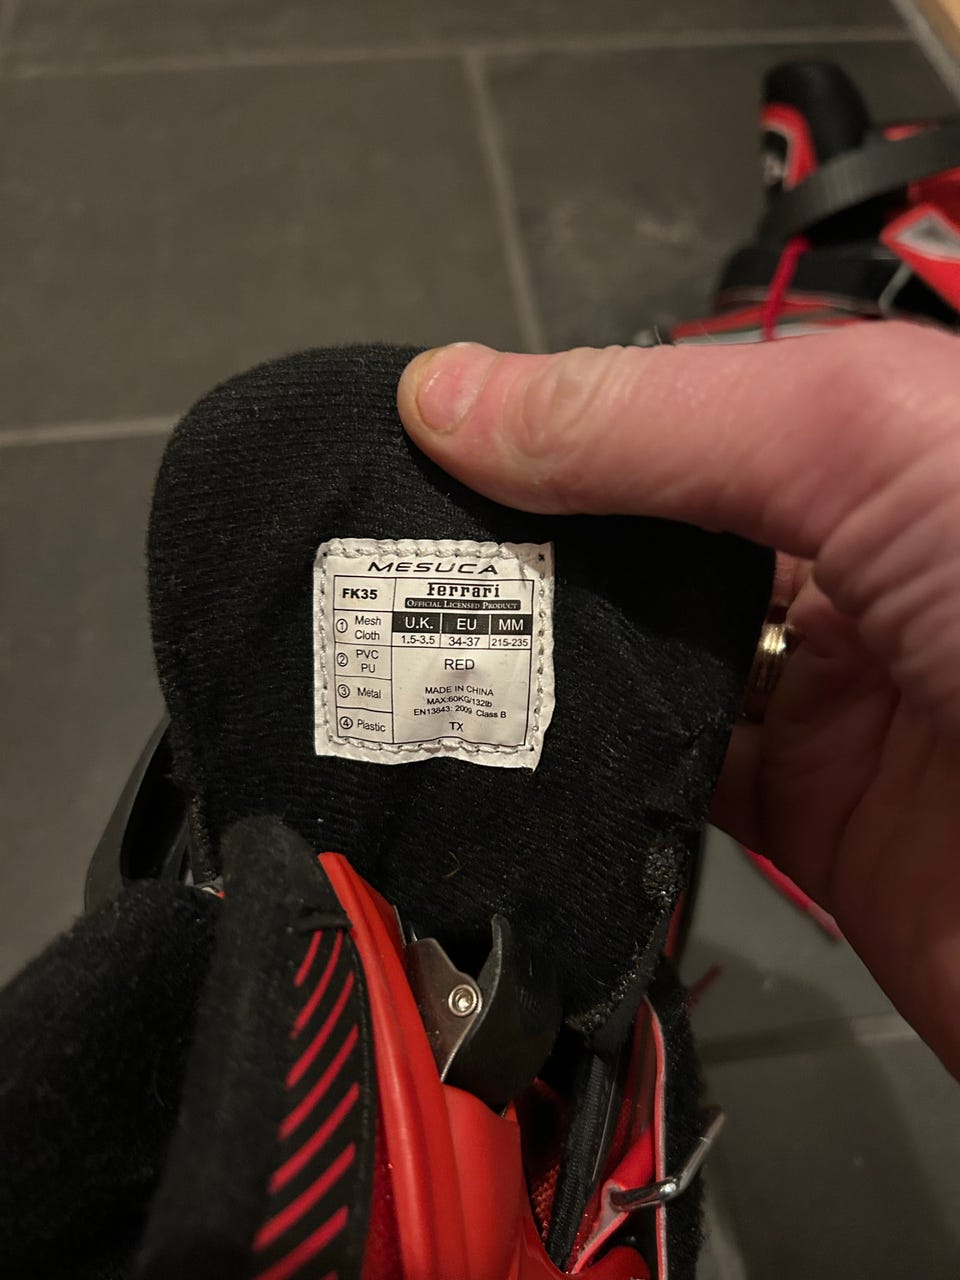 MESUCA
FK35
Ferrari
OFFICIAL LICENSED PRODUCT
① Mesh Cloth
U.K. EU MM
1.5-3.5 34-37 215-235
② PVC PU
RED
③ Metal
MADE IN CHINA
MAX:60KG/132lb
EN13843: 2009 Class B
④ Plastic
TX